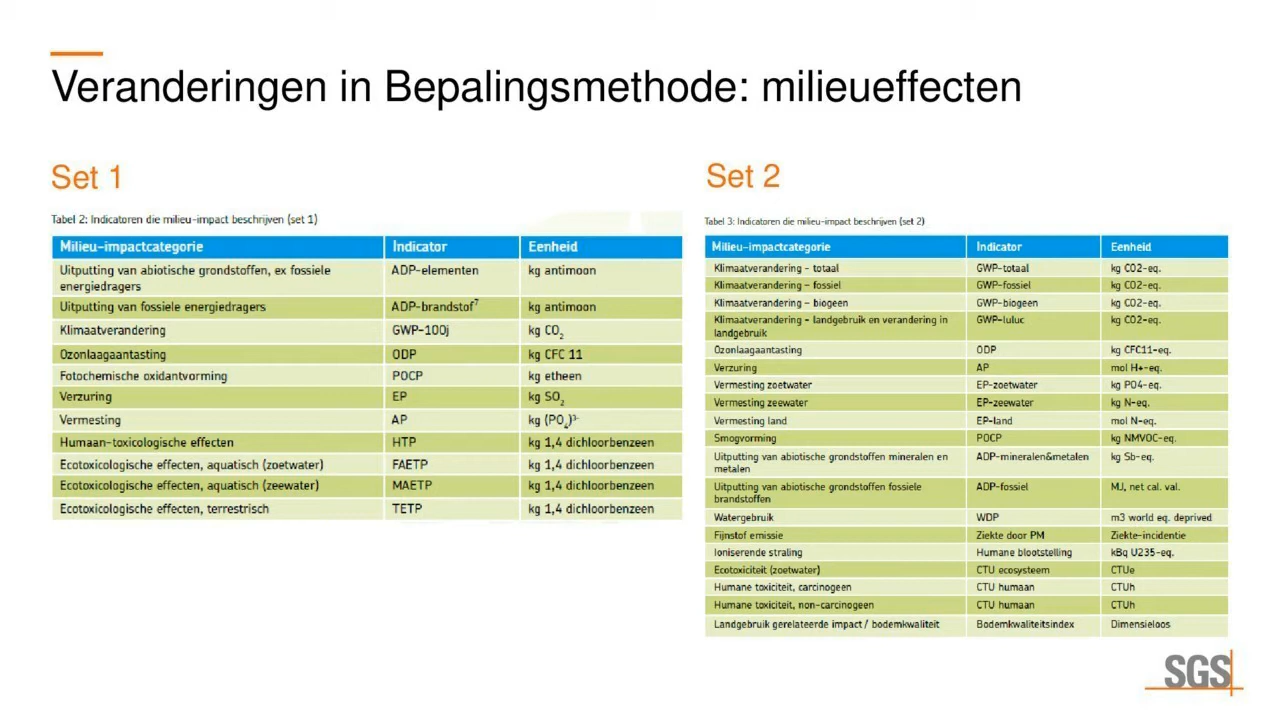 Veranderingen in Bepalingsmethode: milieueffecten
Set 1
Tabel 2: Indicatoren die milieu-impact beschrijven (set 1)
Milieu-impactcategorie Indicator Eenheid
Uitputting van abiotische grondstoffen, ex fossiele energiedragers ADP-elementen kg antimoon
Uitputting van fossiele energiedragers ADP-brandstof⁷ kg antimoon
Klimaatverandering GWP-100j kg CO₂
Ozonlaagaantasting ODP kg CFC 11
Fotochemische oxidantvorming POCP kg etheen
Verzuring EP kg SO₂
Vermesting AP kg (PO₄)³⁻
Humaan-toxicologische effecten HTP kg 1,4 dichloorbenzeen
Ecotoxicologische effecten, aquatisch (zoetwater) FAETP kg 1,4 dichloorbenzeen
Ecotoxicologische effecten, aquatisch (zeewater) MAETP kg 1,4 dichloorbenzeen
Ecotoxicologische effecten, terrestrisch TETP kg 1,4 dichloorbenzeen
Set 2
Tabel 3: Indicatoren die milieu-impact beschrijven (set 2)
Milieu-impactcategorie Indicator Eenheid
Klimaatverandering - totaal GWP-totaal kg CO2-eq.
Klimaatverandering - fossiel GWP-fossiel kg CO2-eq.
Klimaatverandering - biogeen GWP-biogeen kg CO2-eq.
Klimaatverandering - landgebruik en verandering in landgebruik GWP-luluc kg CO2-eq.
Ozonlaagaantasting ODP kg CFC11-eq.
Verzuring AP mol H+-eq.
Vermesting zoetwater EP-zoetwater kg PO4-eq.
Vermesting zeewater EP-zeewater kg N-eq.
Vermesting land EP-land mol N-eq.
Smogvorming POCP kg NMVOC-eq.
Uitputting van abiotische grondstoffen mineralen en metalen ADP-mineralen&metalen kg Sb-eq.
Uitputting van abiotische grondstoffen fossiele brandstoffen ADP-fossiel MJ, net cal. val.
Watergebruik WDP m3 world eq. deprived
Fijnstof emissie Ziekte door PM Ziekte-incidentie
Ioniserende straling Humane blootstelling kBq U235-eq.
Ecotoxiciteit (zoetwater) CTU ecosysteem CTUe
Humane toxiciteit, carcinogeen CTU humaan CTUh
Humane toxiciteit, non-carcinogeen CTU humaan CTUh
Landgebruik gerelateerde impact / bodemkwaliteit Bodemkwaliteitsindex Dimensieloos
SGS